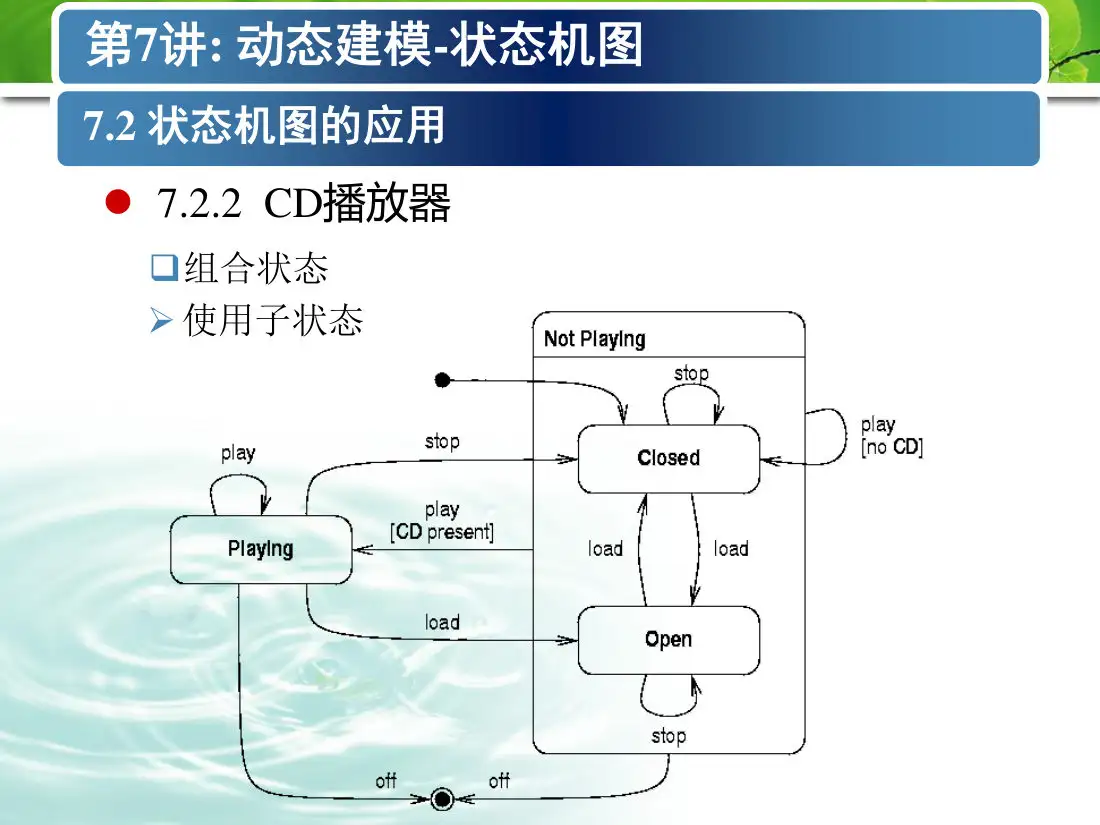 第7讲: 动态建模-状态机图
7.2 状态机图的应用
7.2.2 CD播放器
组合状态
使用子状态
Not Playing
stop
play
[no CD]
Closed
stop
play
play
[CD present]
Playing
load
load
load
Open
stop
off
off